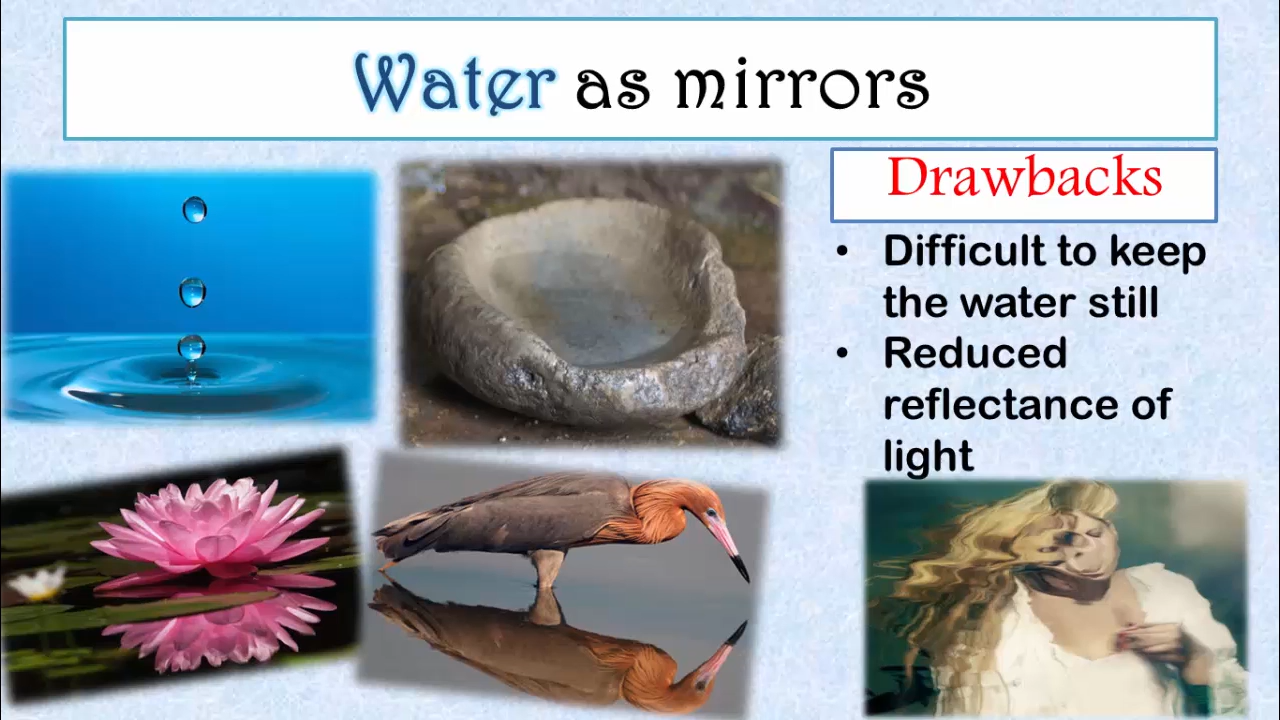 Water as mirrors
Drawbacks
• Difficult to keep
the water still
• Reduced
reflectance of
light